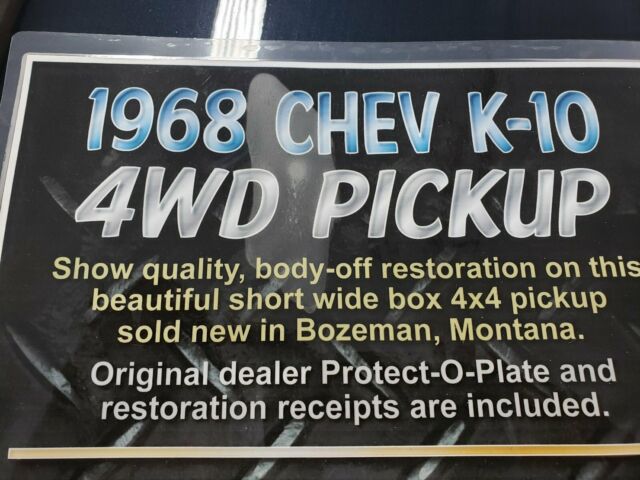 1968 CHEV K-10
4WD PICKUP
Show quality, body-off restoration on this
beautiful short wide box 4x4 pickup
sold new in Bozeman, Montana.
Original dealer Protect-O-Plate and
restoration receipts are included.